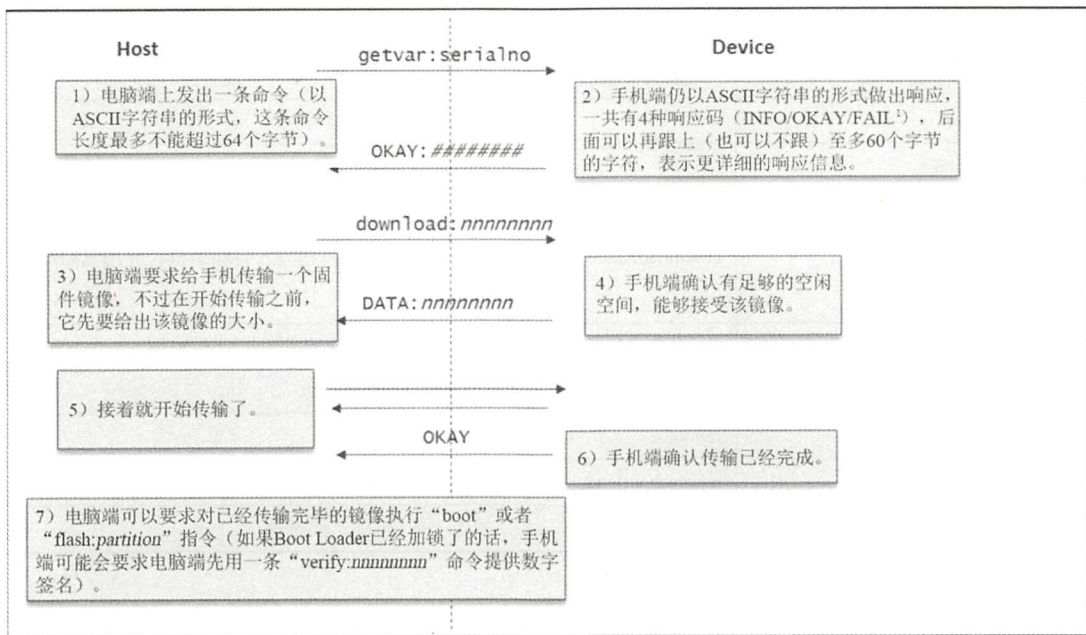 Host
Device
getvar:serialno
1）电脑端上发出一条命令（以
ASCII字符串的形式，这条命令
长度最多不能超过64个字节）。
2）手机端仍以ASCII字符串的形式做出响应，
一共有4种响应码（INFO/OKAY/FAIL¹），后
面可以再跟上（也可以不跟）至多60个字节
的字符，表示更详细的响应信息。
OKAY:########
download:nnnnnnnn
3）电脑端要求给手机传输一个固
件镜像，不过在开始传输之前，
它先要给出该镜像的大小。
4）手机端确认有足够的空闲
空间，能够接受该镜像。
DATA:nnnnnnnn
5）接着就开始传输了。
OKAY
6）手机端确认传输已经完成。
7）电脑端可以要求对已经传输完毕的镜像执行“boot”或者
“flash:partition”指令（如果Boot Loader已经加锁了的话，手机
端可能会要求电脑端先用一条“verify:nnnnnnnn”命令提供数字
签名）。